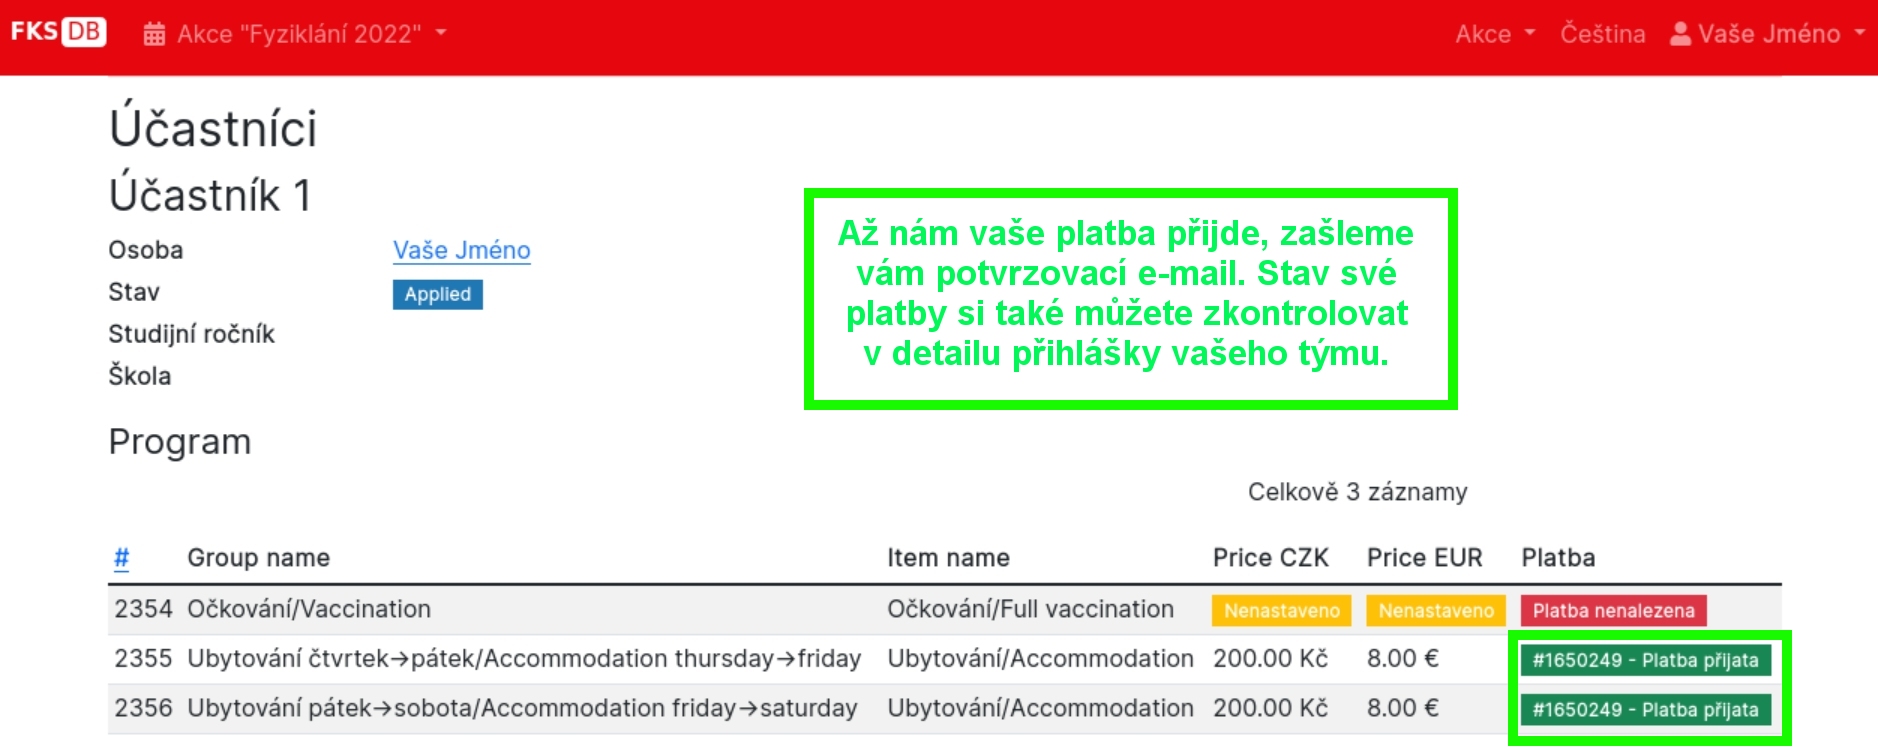 FKS DB Akce "Fyziklání 2022" Akce Čeština Vaše Jméno
Účastníci
Účastník 1
Osoba Vaše Jméno
Stav Applied
Studijní ročník
Škola
Až nám vaše platba přijde, zašleme
vám potvrzovací e-mail. Stav své
platby si také můžete zkontrolovat
v detailu přihlášky vašeho týmu.
Program
Celkově 3 záznamy
# Group name Item name Price CZK Price EUR Platba
2354 Očkování/Vaccination Očkování/Full vaccination Nenastaveno Nenastaveno Platba nenalezena
2355 Ubytování čtvrtek→pátek/Accommodation thursday→friday Ubytování/Accommodation 200.00 Kč 8.00 € #1650249 - Platba přijata
2356 Ubytování pátek→sobota/Accommodation friday→saturday Ubytování/Accommodation 200.00 Kč 8.00 € #1650249 - Platba přijata